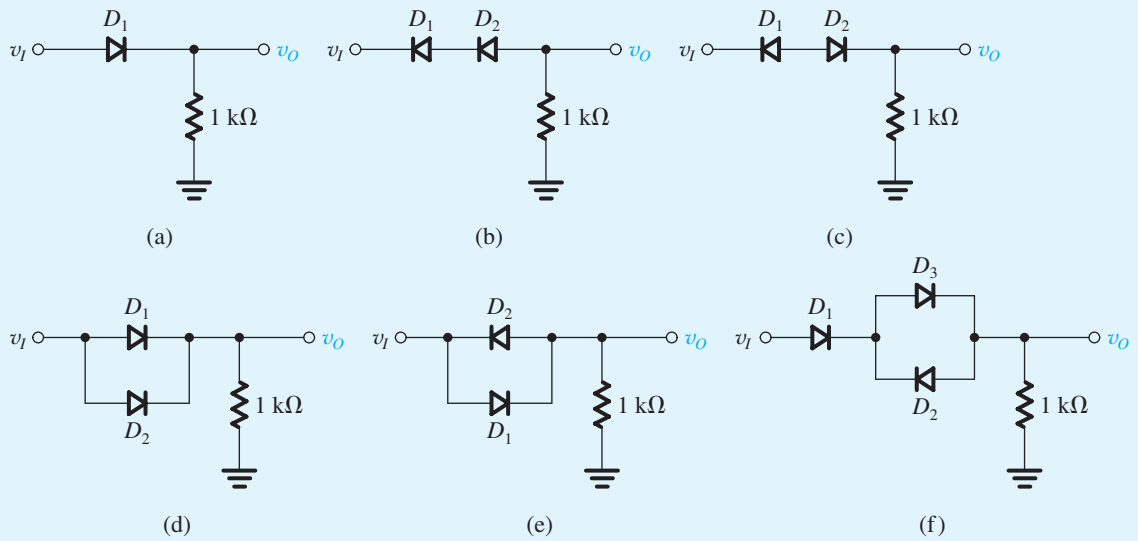 D1
vI
vO
1 kΩ
(a)
D1 D2
vI
vO
1 kΩ
(b)
D1 D2
vI
vO
1 kΩ
(c)
D1
vI
vO
D2
1 kΩ
(d)
D2
vI
vO
D1
1 kΩ
(e)
D3
D1
vI
vO
D2
1 kΩ
(f)